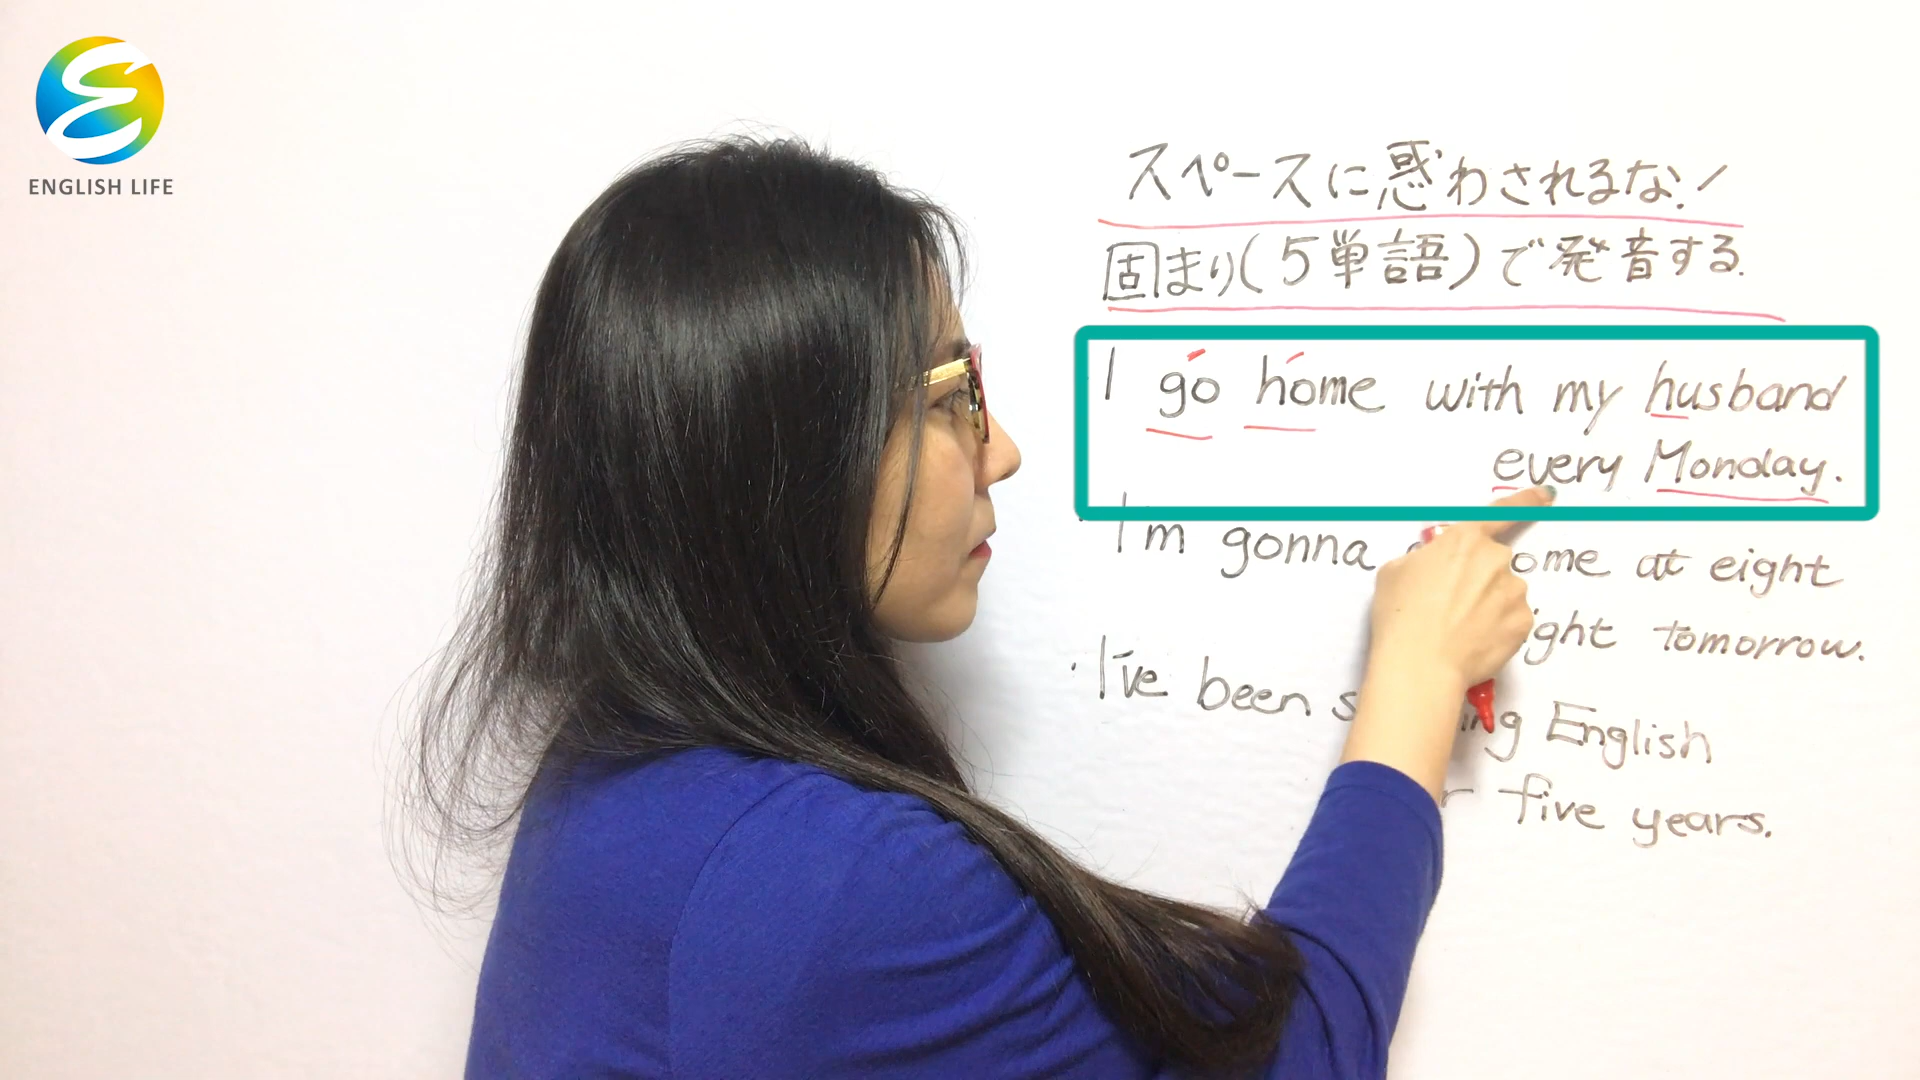 ENGLISH LIFE
スペースに惑わされるな!
固まり(5単語)で発音する.
I go home with my husband
every Monday.
I'm gonna ome at eight
ight tomorrow.
・I've been s ing English
r five years.